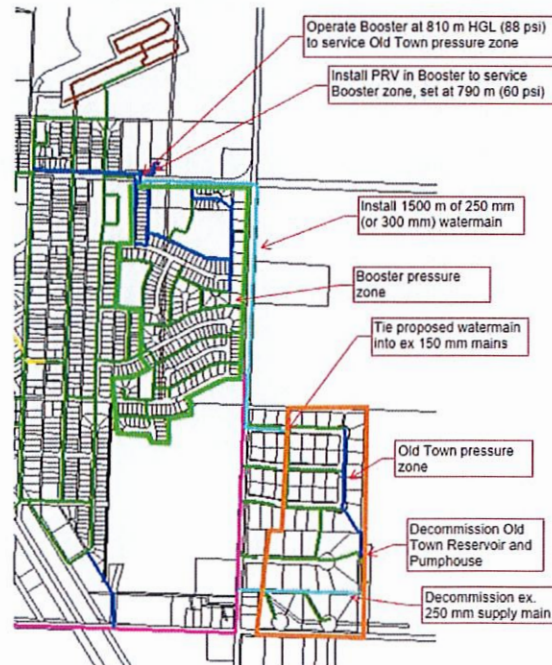 Operate Booster at 810 m HGL (88 psi)
to service Old Town pressure zone
Install PRV in Booster to service
Booster zone, set at 790 m (60 psi)
Install 1500 m of 250 mm
(or 300 mm) watermain
Booster pressure
zone
Tie proposed watermain
into ex 150 mm mains
Old Town pressure
zone
Decommission Old
Town Reservoir and
Pumphouse
Decommission ex.
250 mm supply main